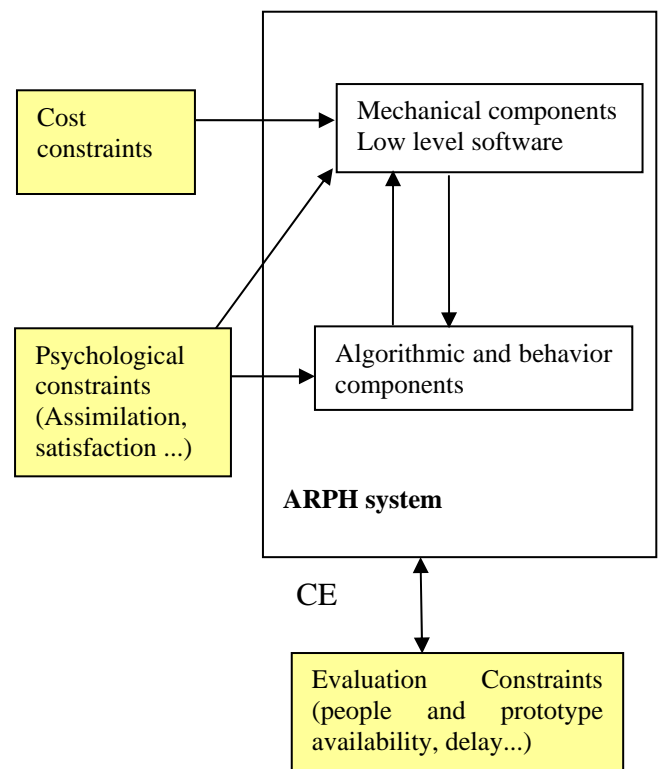 Cost
constraints
Mechanical components
Low level software
Psychological
constraints
(Assimilation,
satisfaction ...)
Algorithmic and behavior
components
ARPH system
CE
Evaluation Constraints
(people and prototype
availability, delay...)